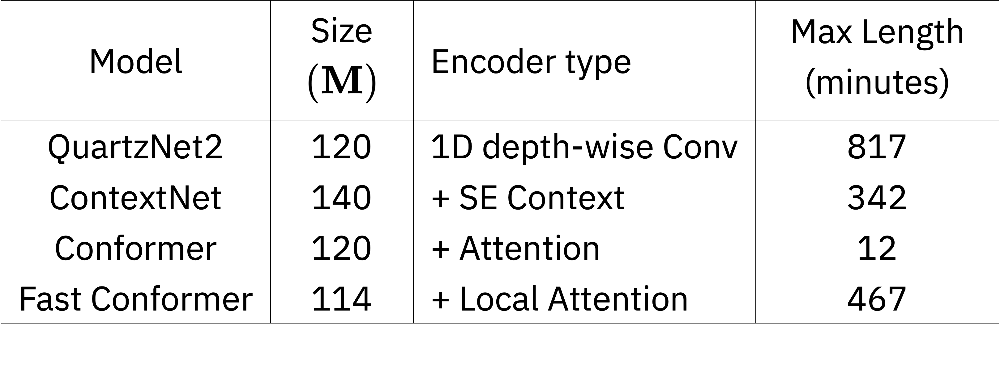 Model Size (M) Encoder type Max Length (minutes)
QuartzNet2 120 1D depth-wise Conv 817
ContextNet 140 + SE Context 342
Conformer 120 + Attention 12
Fast Conformer 114 + Local Attention 467